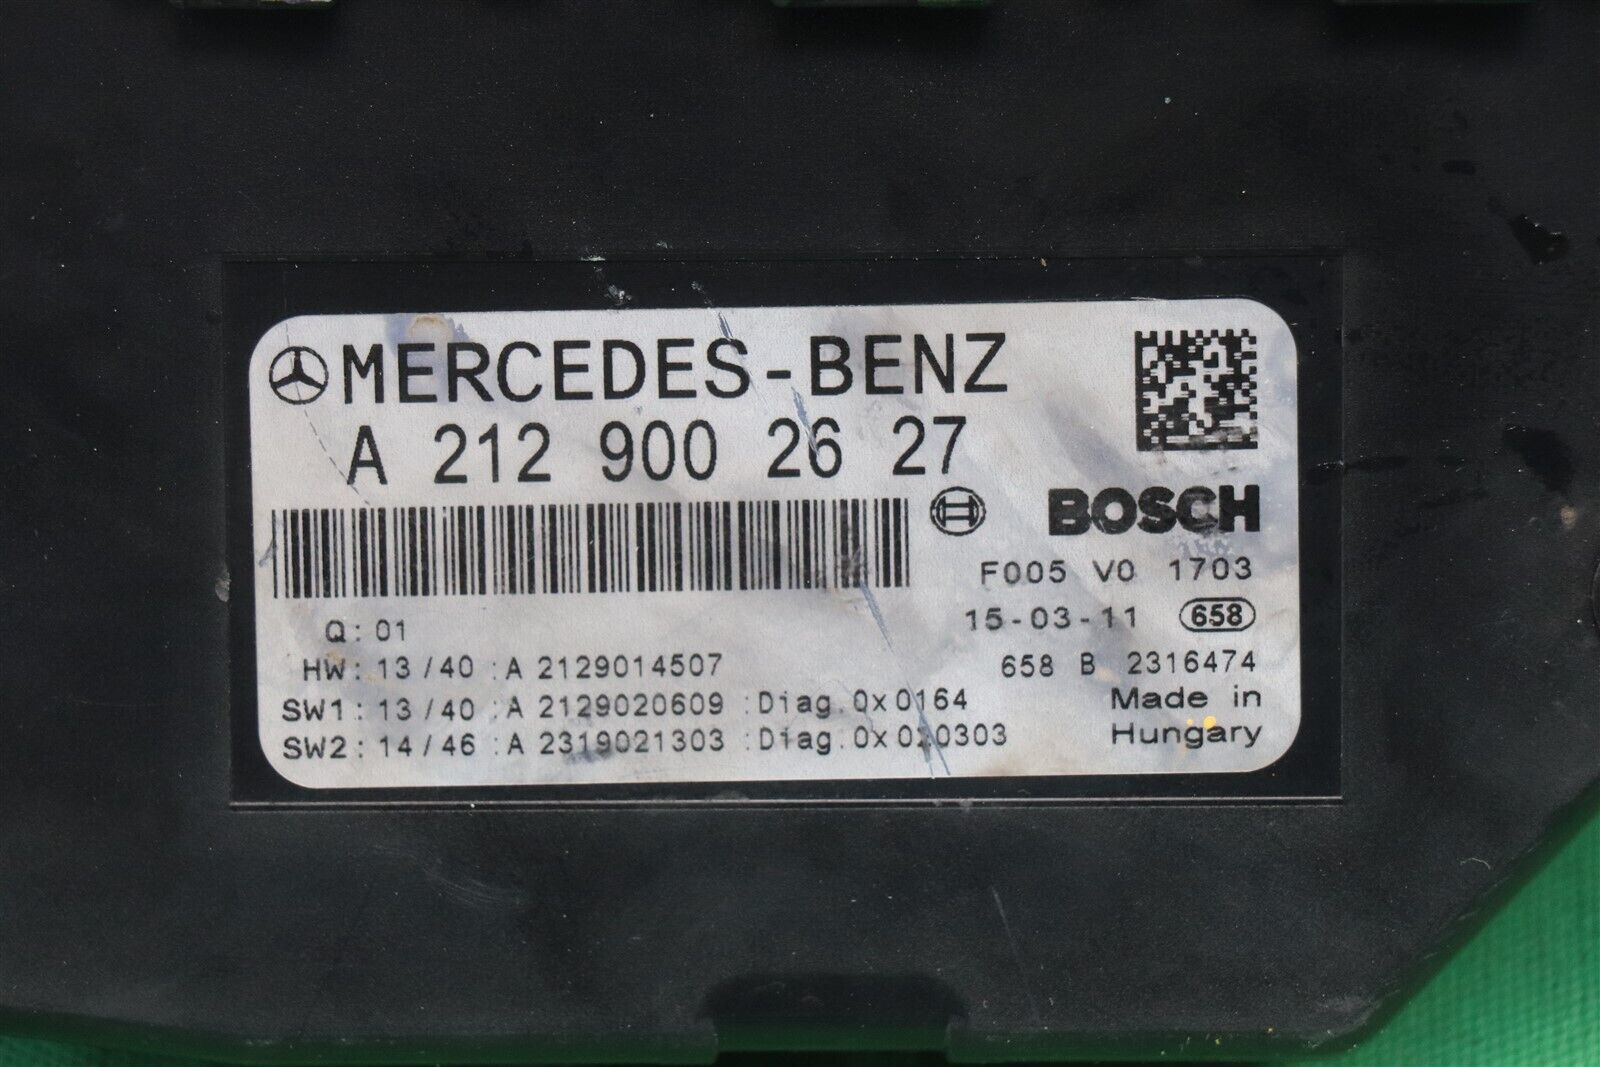 MERCEDES-BENZ
A 212 900 26 27
BOSCH
F005 V0 1703
15-03-11 658
Q: 01
HW: 13/40 :A 2129014507
658 B 2316474
SW1: 13/40 :A 2129020609 :Diag.0x0164
Made in
SW2: 14/46 :A 2319021303 :Diag.0x020303
Hungary